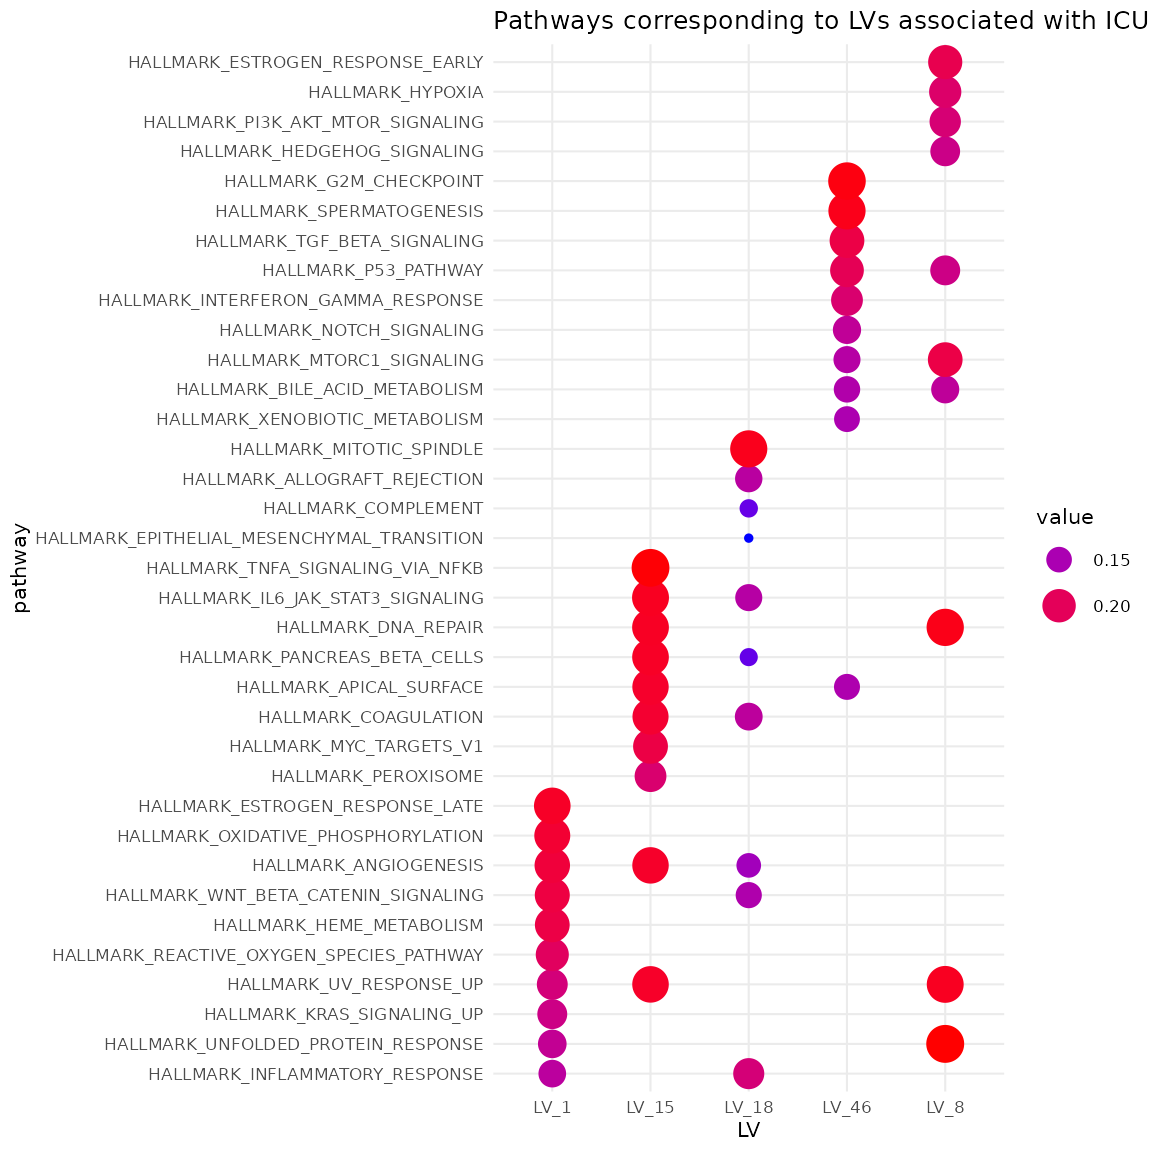 Pathways corresponding to LVs associated with ICU
HALLMARK_ESTROGEN_RESPONSE_EARLY
HALLMARK_HYPOXIA
HALLMARK_PI3K_AKT_MTOR_SIGNALING
HALLMARK_HEDGEHOG_SIGNALING
HALLMARK_G2M_CHECKPOINT
HALLMARK_SPERMATOGENESIS
HALLMARK_TGF_BETA_SIGNALING
HALLMARK_P53_PATHWAY
HALLMARK_INTERFERON_GAMMA_RESPONSE
HALLMARK_NOTCH_SIGNALING
HALLMARK_MTORC1_SIGNALING
HALLMARK_BILE_ACID_METABOLISM
HALLMARK_XENOBIOTIC_METABOLISM
HALLMARK_MITOTIC_SPINDLE
HALLMARK_ALLOGRAFT_REJECTION
HALLMARK_COMPLEMENT
HALLMARK_EPITHELIAL_MESENCHYMAL_TRANSITION
HALLMARK_TNFA_SIGNALING_VIA_NFKB
HALLMARK_IL6_JAK_STAT3_SIGNALING
HALLMARK_DNA_REPAIR
HALLMARK_PANCREAS_BETA_CELLS
HALLMARK_APICAL_SURFACE
HALLMARK_COAGULATION
HALLMARK_MYC_TARGETS_V1
HALLMARK_PEROXISOME
HALLMARK_ESTROGEN_RESPONSE_LATE
HALLMARK_OXIDATIVE_PHOSPHORYLATION
HALLMARK_ANGIOGENESIS
HALLMARK_WNT_BETA_CATENIN_SIGNALING
HALLMARK_HEME_METABOLISM
HALLMARK_REACTIVE_OXYGEN_SPECIES_PATHWAY
HALLMARK_UV_RESPONSE_UP
HALLMARK_KRAS_SIGNALING_UP
HALLMARK_UNFOLDED_PROTEIN_RESPONSE
HALLMARK_INFLAMMATORY_RESPONSE
pathway
LV_1 LV_15 LV_18 LV_46 LV_8
LV
value
0.15
0.20